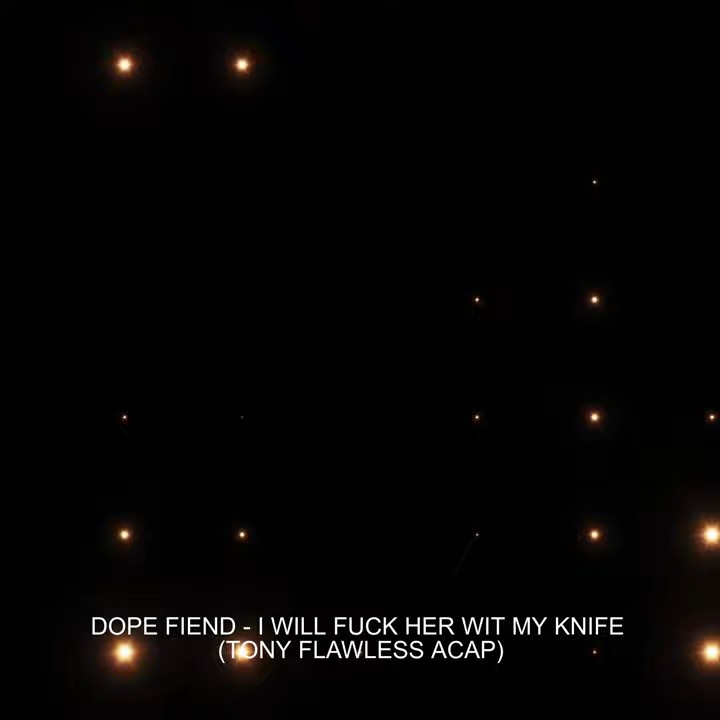 DOPE FIEND - I WILL FUCK HER WIT MY KNIFE
(TONY FLAWLESS ACAP)